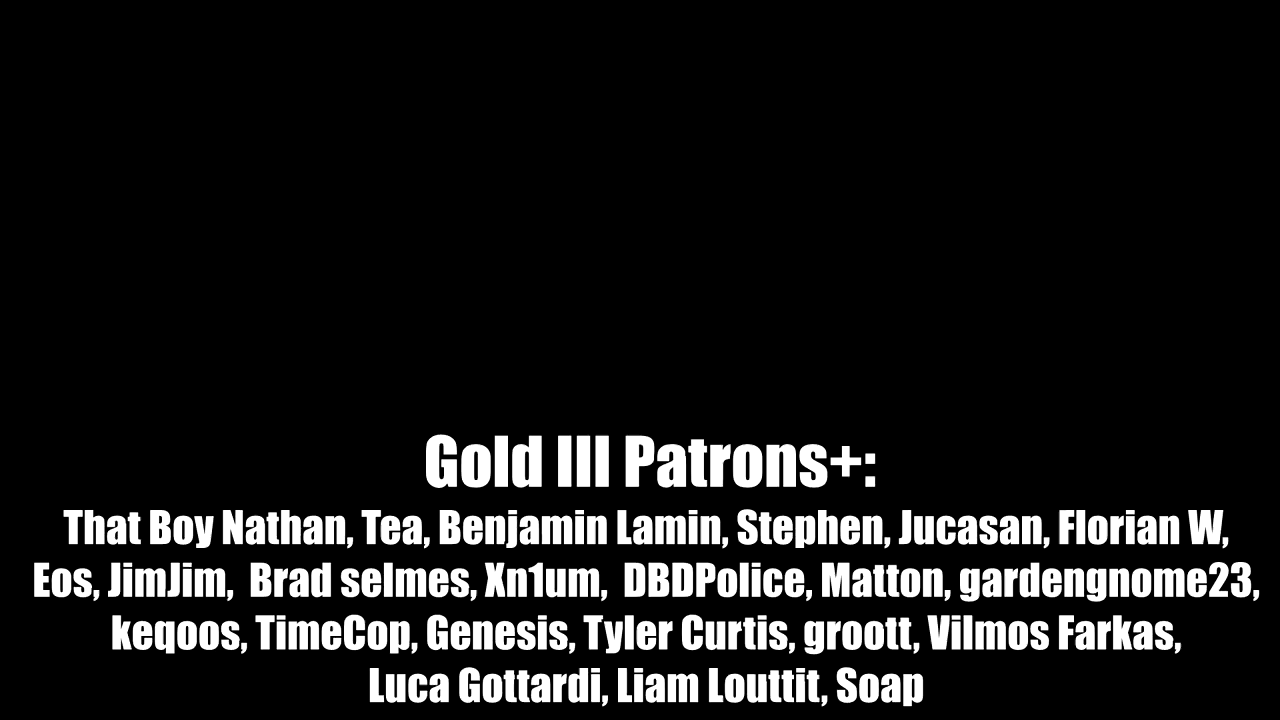 Gold III Patrons+:
That Boy Nathan, Tea, Benjamin Lamin, Stephen, Jucasan, Florian W,
Eos, JimJim,  Brad selmes, Xn1um,  DBDPolice, Matton, gardengnome23,
keqoos, TimeCop, Genesis, Tyler Curtis, groott, Vilmos Farkas,
Luca Gottardi, Liam Louttit, Soap